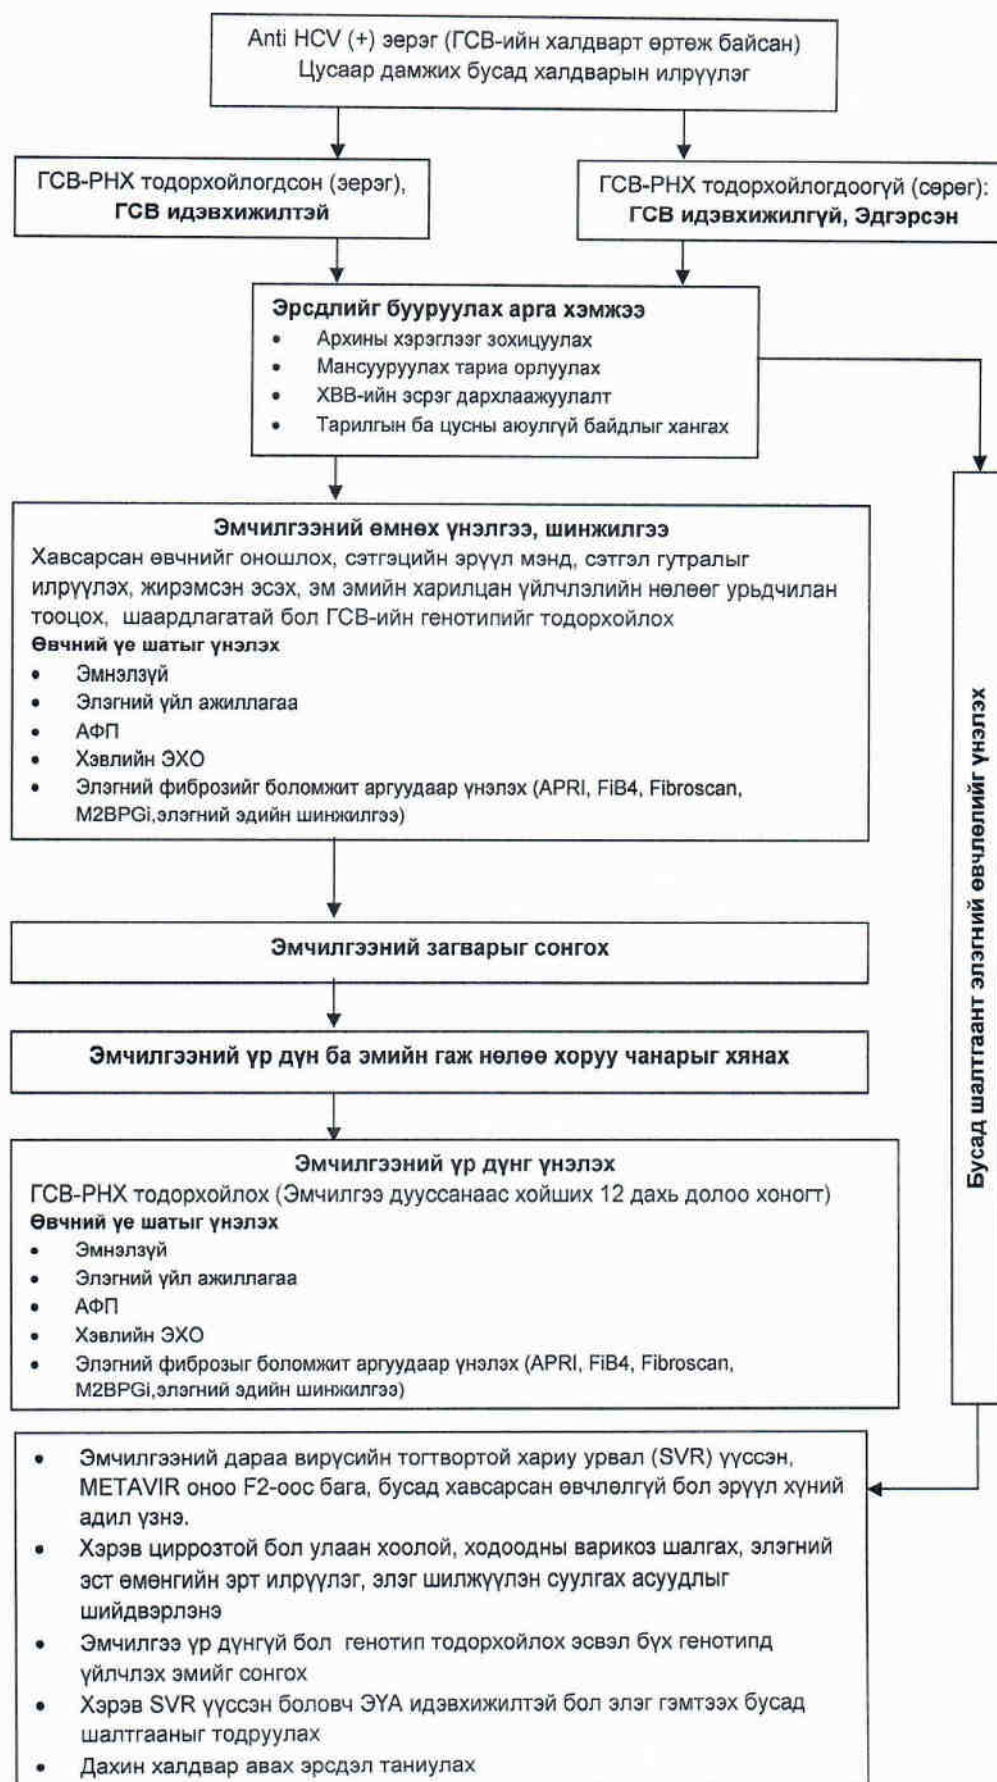 Anti HCV (+) эерэг (ГСВ-ийн халдварт өртөж байсан)
Цусаар дамжих бусад халдварын илрүүлэг
ГСВ-РНХ тодорхойлогдсон (эерэг),
ГСВ идэвхижилтэй
ГСВ-РНХ тодорхойлогдоогүй (сөрөг):
ГСВ идэвхижилгүй, Эдгэрсэн
Эрсдлийг бууруулах арга хэмжээ
• Архины хэрэглээг зохицуулах
• Мансууруулах тариа орлуулах
• ХВВ-ийн эсрэг дархлаажуулалт
• Тарилгын ба цусны аюулгүй байдлыг хангах
Эмчилгээний өмнөх үнэлгээ, шинжилгээ
Хавсарсан өвчнийг оношлох, сэтгэцийн эрүүл мэнд, сэтгэл гутралыг
илрүүлэх, жирэмсэн эсэх, эм эмийн харилцан үйлчлэлийн нөлөөг урьдчилан
тооцох, шаардлагатай бол ГСВ-ийн генотипийг тодорхойлох
Өвчний үе шатыг үнэлэх
• Эмнэлзүй
• Элэгний үйл ажиллагаа
• АФП
• Хэвлийн ЭХО
• Элэгний фиброзийг боломжит аргуудаар үнэлэх (APRI, FiB4, Fibroscan,
M2BPGi,элэгний эдийн шинжилгээ)
Бусад шалтгаант элэгний өвчлөлийг үнэлэх
Эмчилгээний загварыг сонгох
Эмчилгээний үр дүн ба эмийн гаж нөлөө хоруу чанарыг хянах
Эмчилгээний үр дүнг үнэлэх
ГСВ-РНХ тодорхойлох (Эмчилгээ дууссанаас хойших 12 дахь долоо хоногт)
Өвчний үе шатыг үнэлэх
• Эмнэлзүй
• Элэгний үйл ажиллагаа
• АФП
• Хэвлийн ЭХО
• Элэгний фиброзыг боломжит аргуудаар үнэлэх (APRI, FiB4, Fibroscan,
M2BPGi,элэгний эдийн шинжилгээ)
• Эмчилгээний дараа вирүсийн тогтвортой хариу урвал (SVR) үүссэн,
METAVIR оноо F2-оос бага, бусад хавсарсан өвчлөлгүй бол эрүүл хүний
адил үзнэ.
• Хэрэв циррозтой бол улаан хоолой, ходоодны варикоз шалгах, элэгний
эст өмөнгийн эрт илрүүлэг, элэг шилжүүлэн суулгах асуудлыг
шийдвэрлэнэ
• Эмчилгээ үр дүнгүй бол генотип тодорхойлох эсвэл бүх генотипд
үйлчлэх эмийг сонгох
• Хэрэв SVR үүссэн боловч ЭҮА идэвхижилтэй бол элэг гэмтээх бусад
шалтгааныг тодруулах
• Дахин халдвар авах эрсдэл таниулах